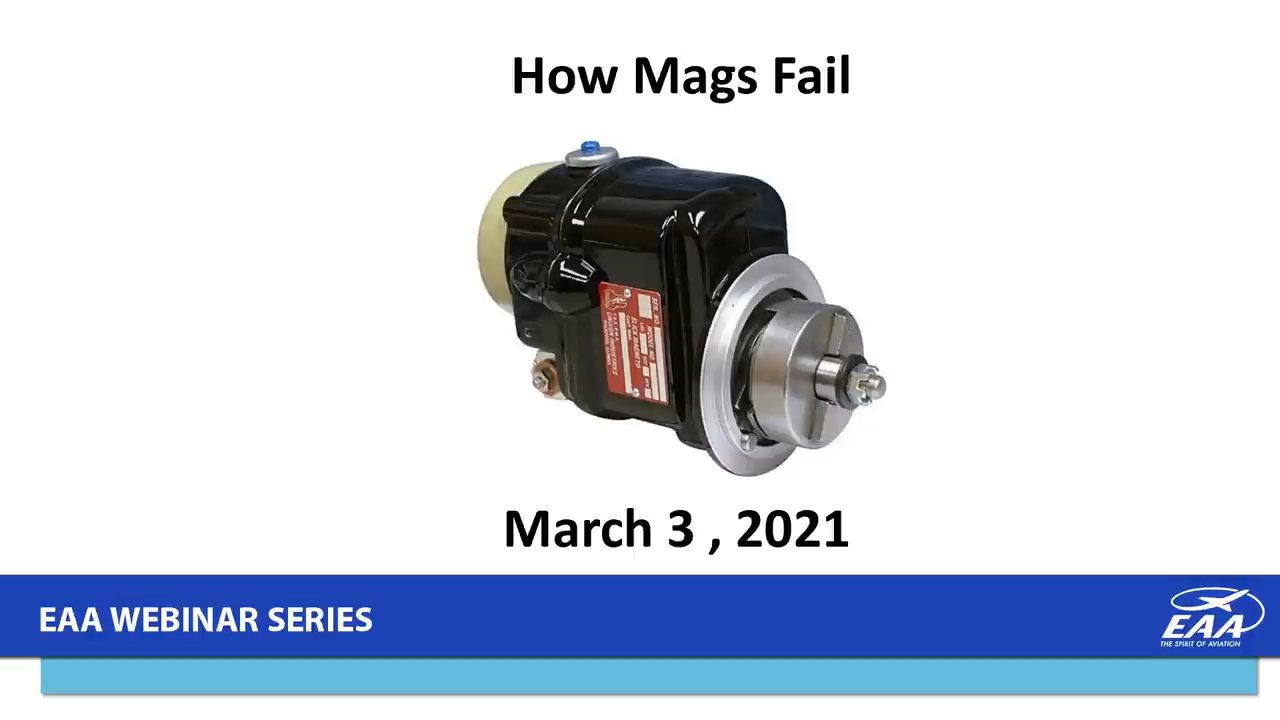 How Mags Fail
March 3 , 2021
EAA WEBINAR SERIES
EAA
THE SPIRIT OF AVIATION